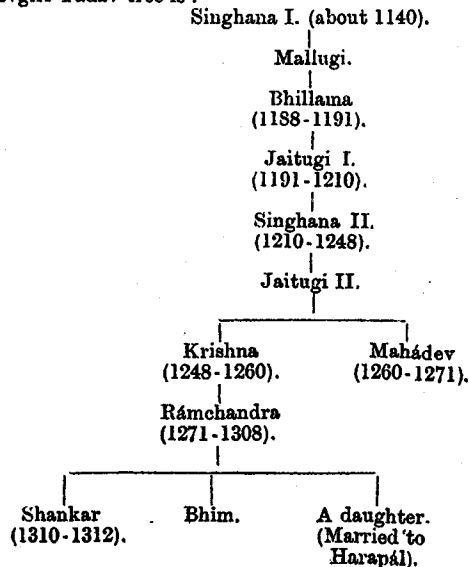 Singhana I. (about 1140).
Mallugi.
Bhillama
(1188-1191).
Jaitugi I.
(1191-1210).
Singhana II.
(1210-1248).
Jaitugi II.
Krishna
(1248-1260).
Mahádev
(1260-1271).
Rámchandra
(1271-1308).
Shankar
(1310-1312).
Bhim.
A daughter.
(Married to
Harapál).